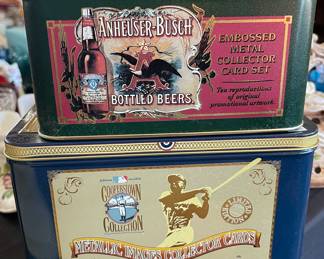 ANHEUSER-BUSCH
BOTTLED BEERS.
EMBOSSED
METAL
COLLECTOR
CARD SET
Ten reproductions
of original
promotional artwork
COOPERSTOWN
COLLECTION
METALLIC IMAGES COLLECTOR CARDS